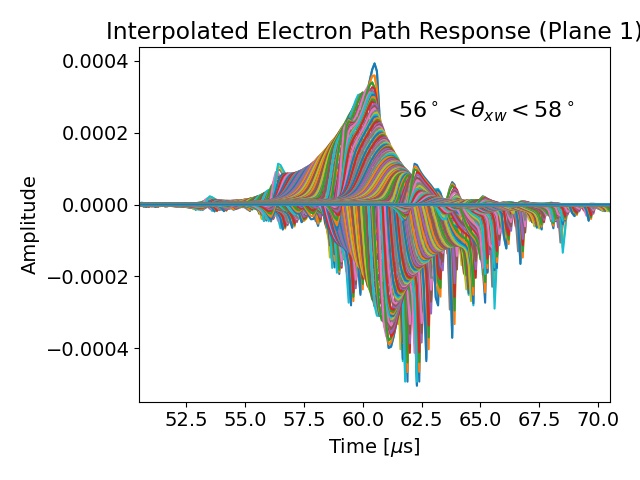 Interpolated Electron Path Response (Plane 1)
56° < θxw < 58°
Amplitude
0.0004
0.0002
0.0000
−0.0002
−0.0004
52.5 55.0 57.5 60.0 62.5 65.0 67.5 70.0
Time [μs]